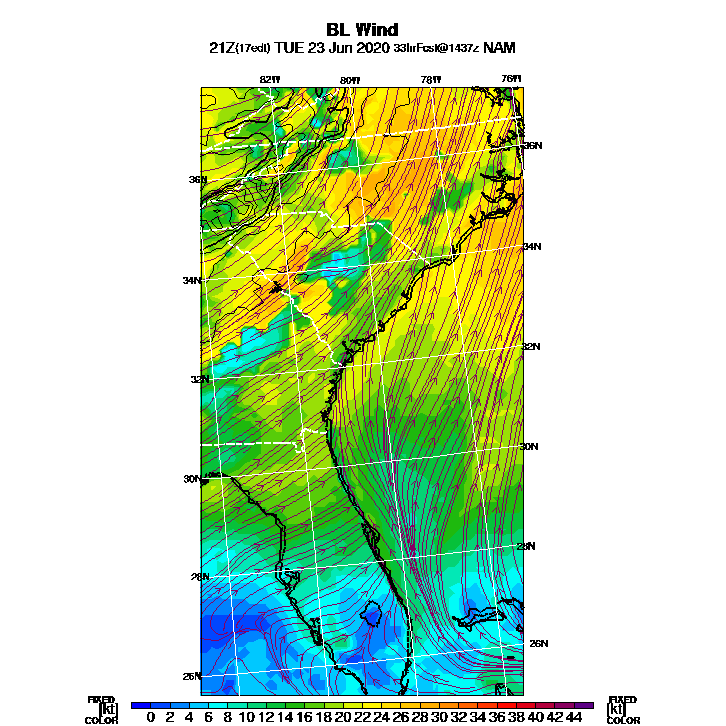 BL Wind
21Z(17edt) TUE 23 Jun 2020 33hrFcst@1437z NAM
82W 80W 78W 76W
36N
36N
34N
34N
32N
32N
30N
30N
28N
28N
26N
26N
FIXED FIXED
[kt] 0 2 4 6 8 10 12 14 16 18 20 22 24 26 28 30 32 34 36 38 40 42 44 [kt]
COLOR COLOR